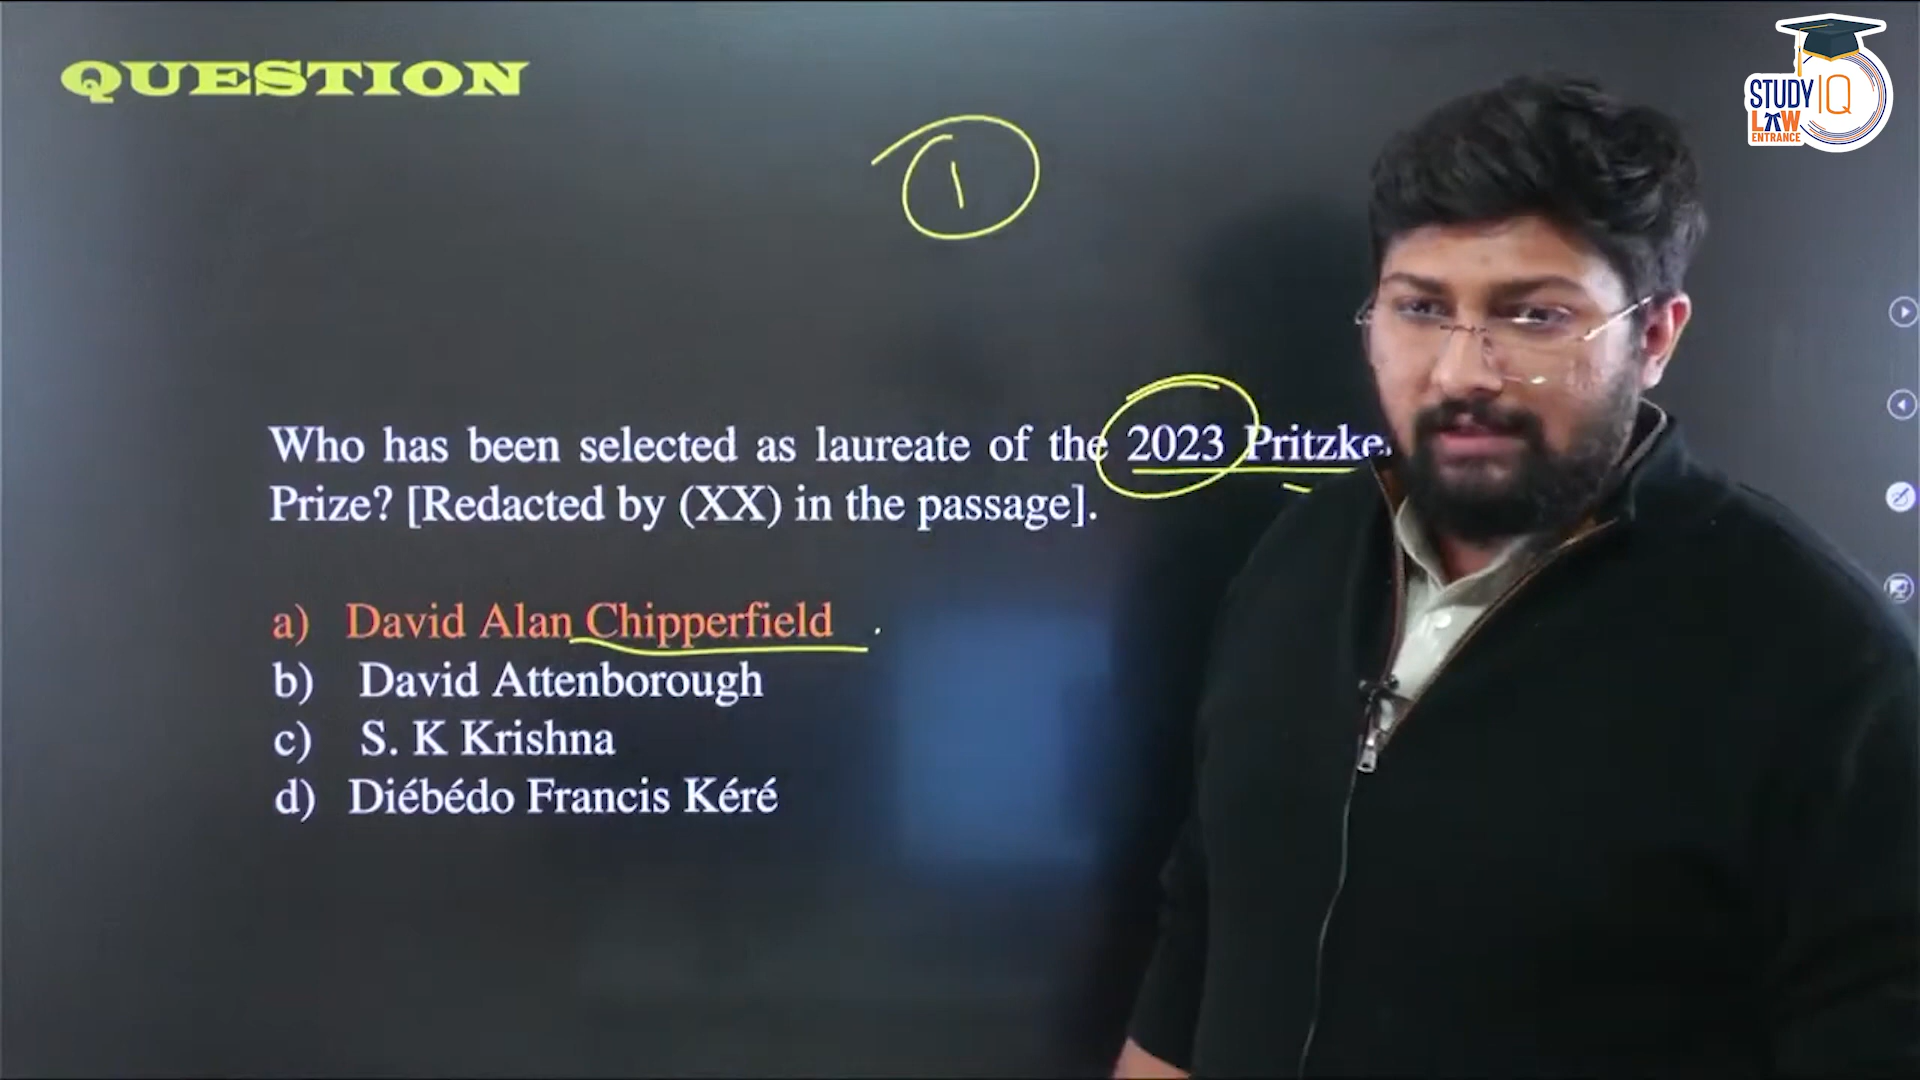 QUESTION
STUDY IQ
LAW
ENTRANCE
1
Who has been selected as laureate of the 2023 Pritzke
Prize? [Redacted by (XX) in the passage].
a) David Alan Chipperfield
b) David Attenborough
c) S. K Krishna
d) Diébédo Francis Kéré